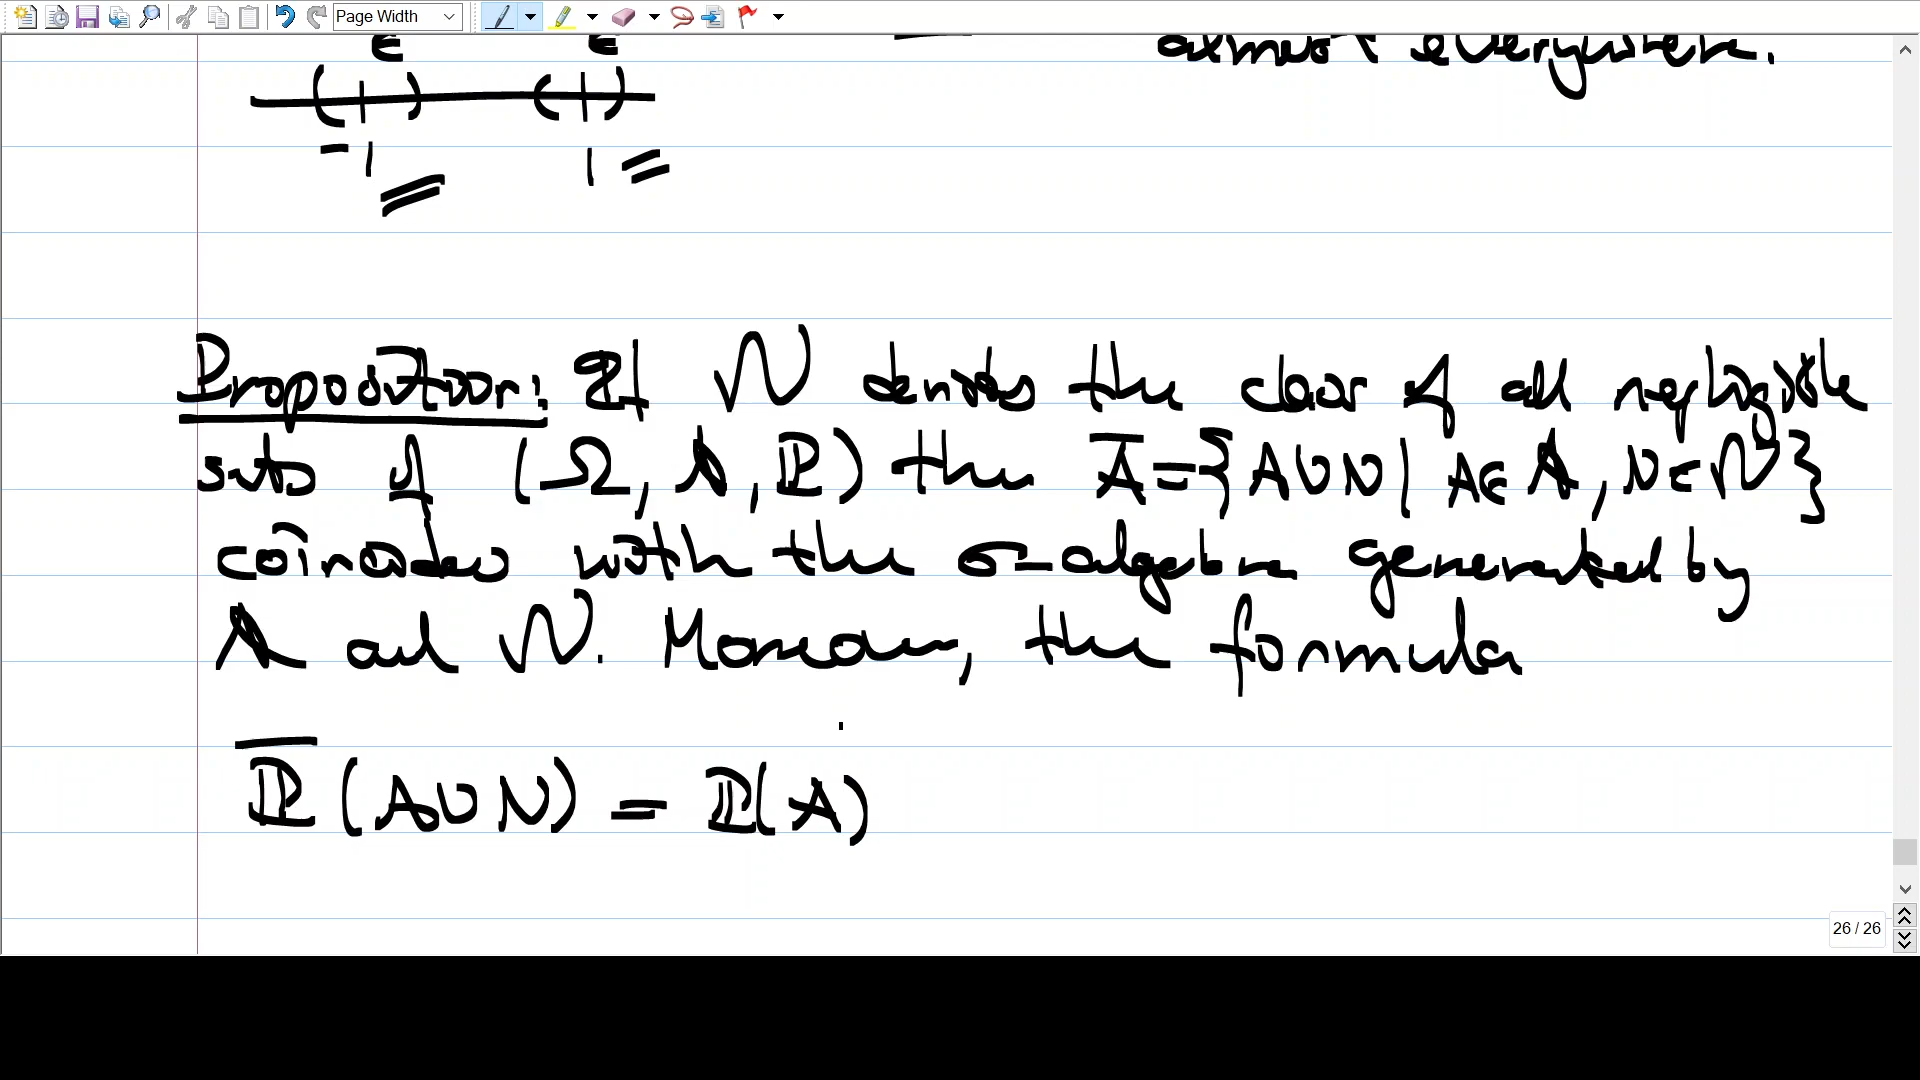 Page Width
ϵ ϵ almost everywhere.
( | ) ( | )
-1 1
Proposition: If 𝒩 denotes the class of all negligible
sets of (Ω, 𝔸, ℙ) then 𝔸̅ = {A∪N | A∈𝔸, N∈𝒩}
coincides with the σ-algebra generated by
𝔸 and 𝒩. Moreover, the formula
ℙ̅(A∪N) = ℙ(A)
26 / 26